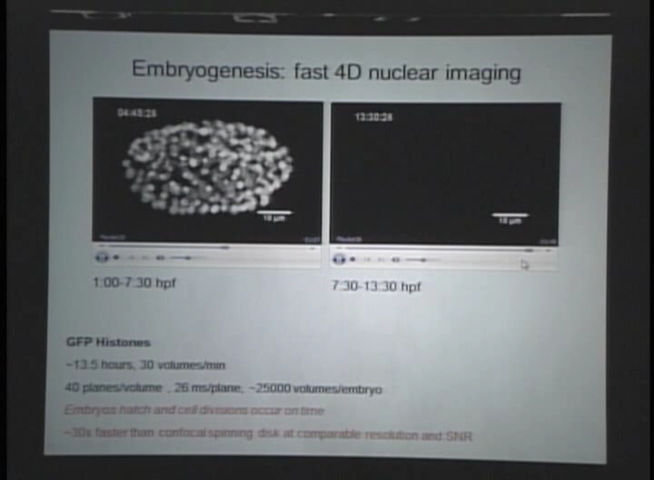 Embryogenesis: fast 4D nuclear imaging
04:45:26
13:30:26
10 μm
10 μm
1:00-7:30 hpf
7:30-13:30 hpf
GFP Histones
~13.5 hours, 30 volumes/min
40 planes/volume , 26 ms/plane, ~25000 volumes/embryo
Embryos hatch and cell divisions occur on time
~30x faster than confocal spinning disk at comparable resolution and SNR